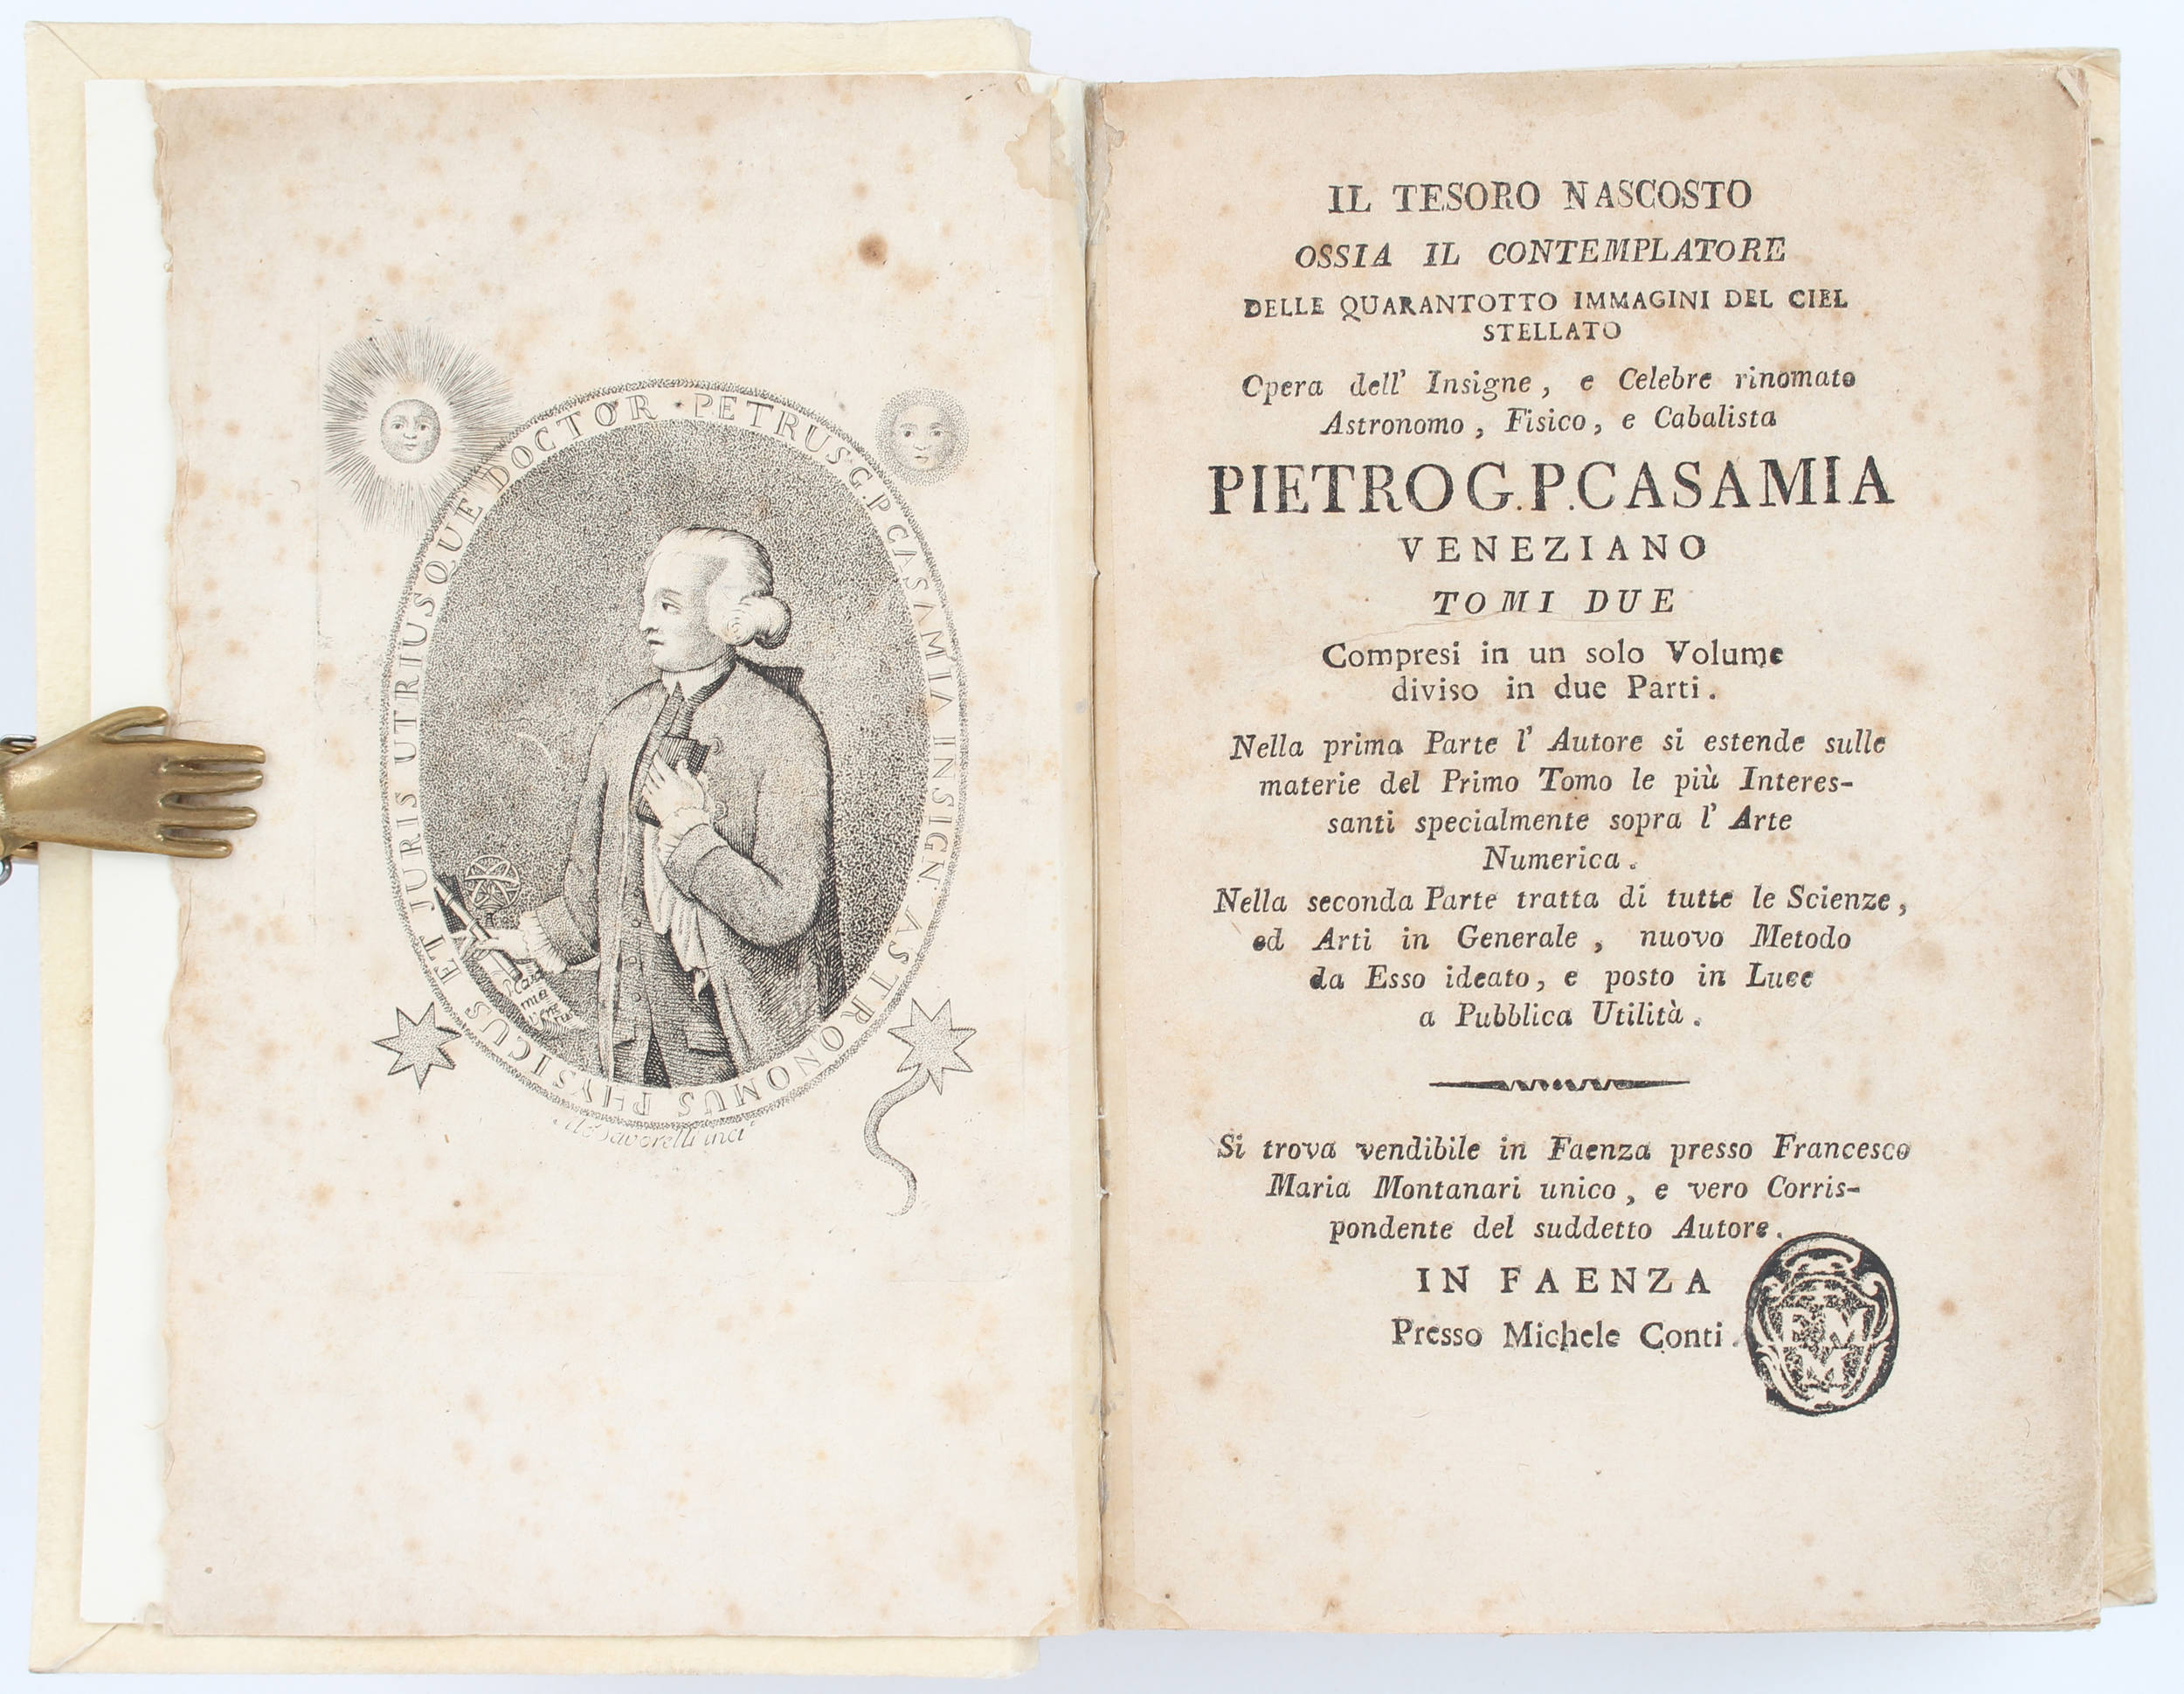 DOCTOR · PETRUS G. P. CASAMIA INSIGN. ASTRONOMUS PHYSICUS ET JURIS UTRIUSQUE
Savorelli inci
IL TESORO NASCOSTO
OSSIA IL CONTEMPLATORE
DELLE QUARANTOTTO IMMAGINI DEL CIEL
STELLATO
Opera dell' Insigne, e Celebre rinomato
Astronomo, Fisico, e Cabalista
PIETRO G.P.CASAMIA
VENEZIANO
TOMI DUE
Compresi in un solo Volume
diviso in due Parti.
Nella prima Parte l' Autore si estende sulle
materie del Primo Tomo le più Interes-
santi specialmente sopra l' Arte
Numerica.
Nella seconda Parte tratta di tutte le Scienze,
ed Arti in Generale, nuovo Metodo
da Esso ideato, e posto in Luce
a Pubblica Utilità.
Si trova vendibile in Faenza presso Francesco
Maria Montanari unico, e vero Corris-
pondente del suddetto Autore.
IN FAENZA
Presso Michele Conti.
FM
M